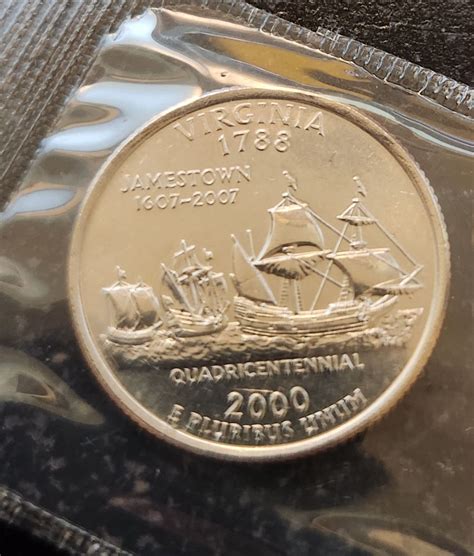 VIRGINIA
1788
JAMESTOWN
1607-2007
QUADRICENTENNIAL
2000
E PLURIBUS UNUM